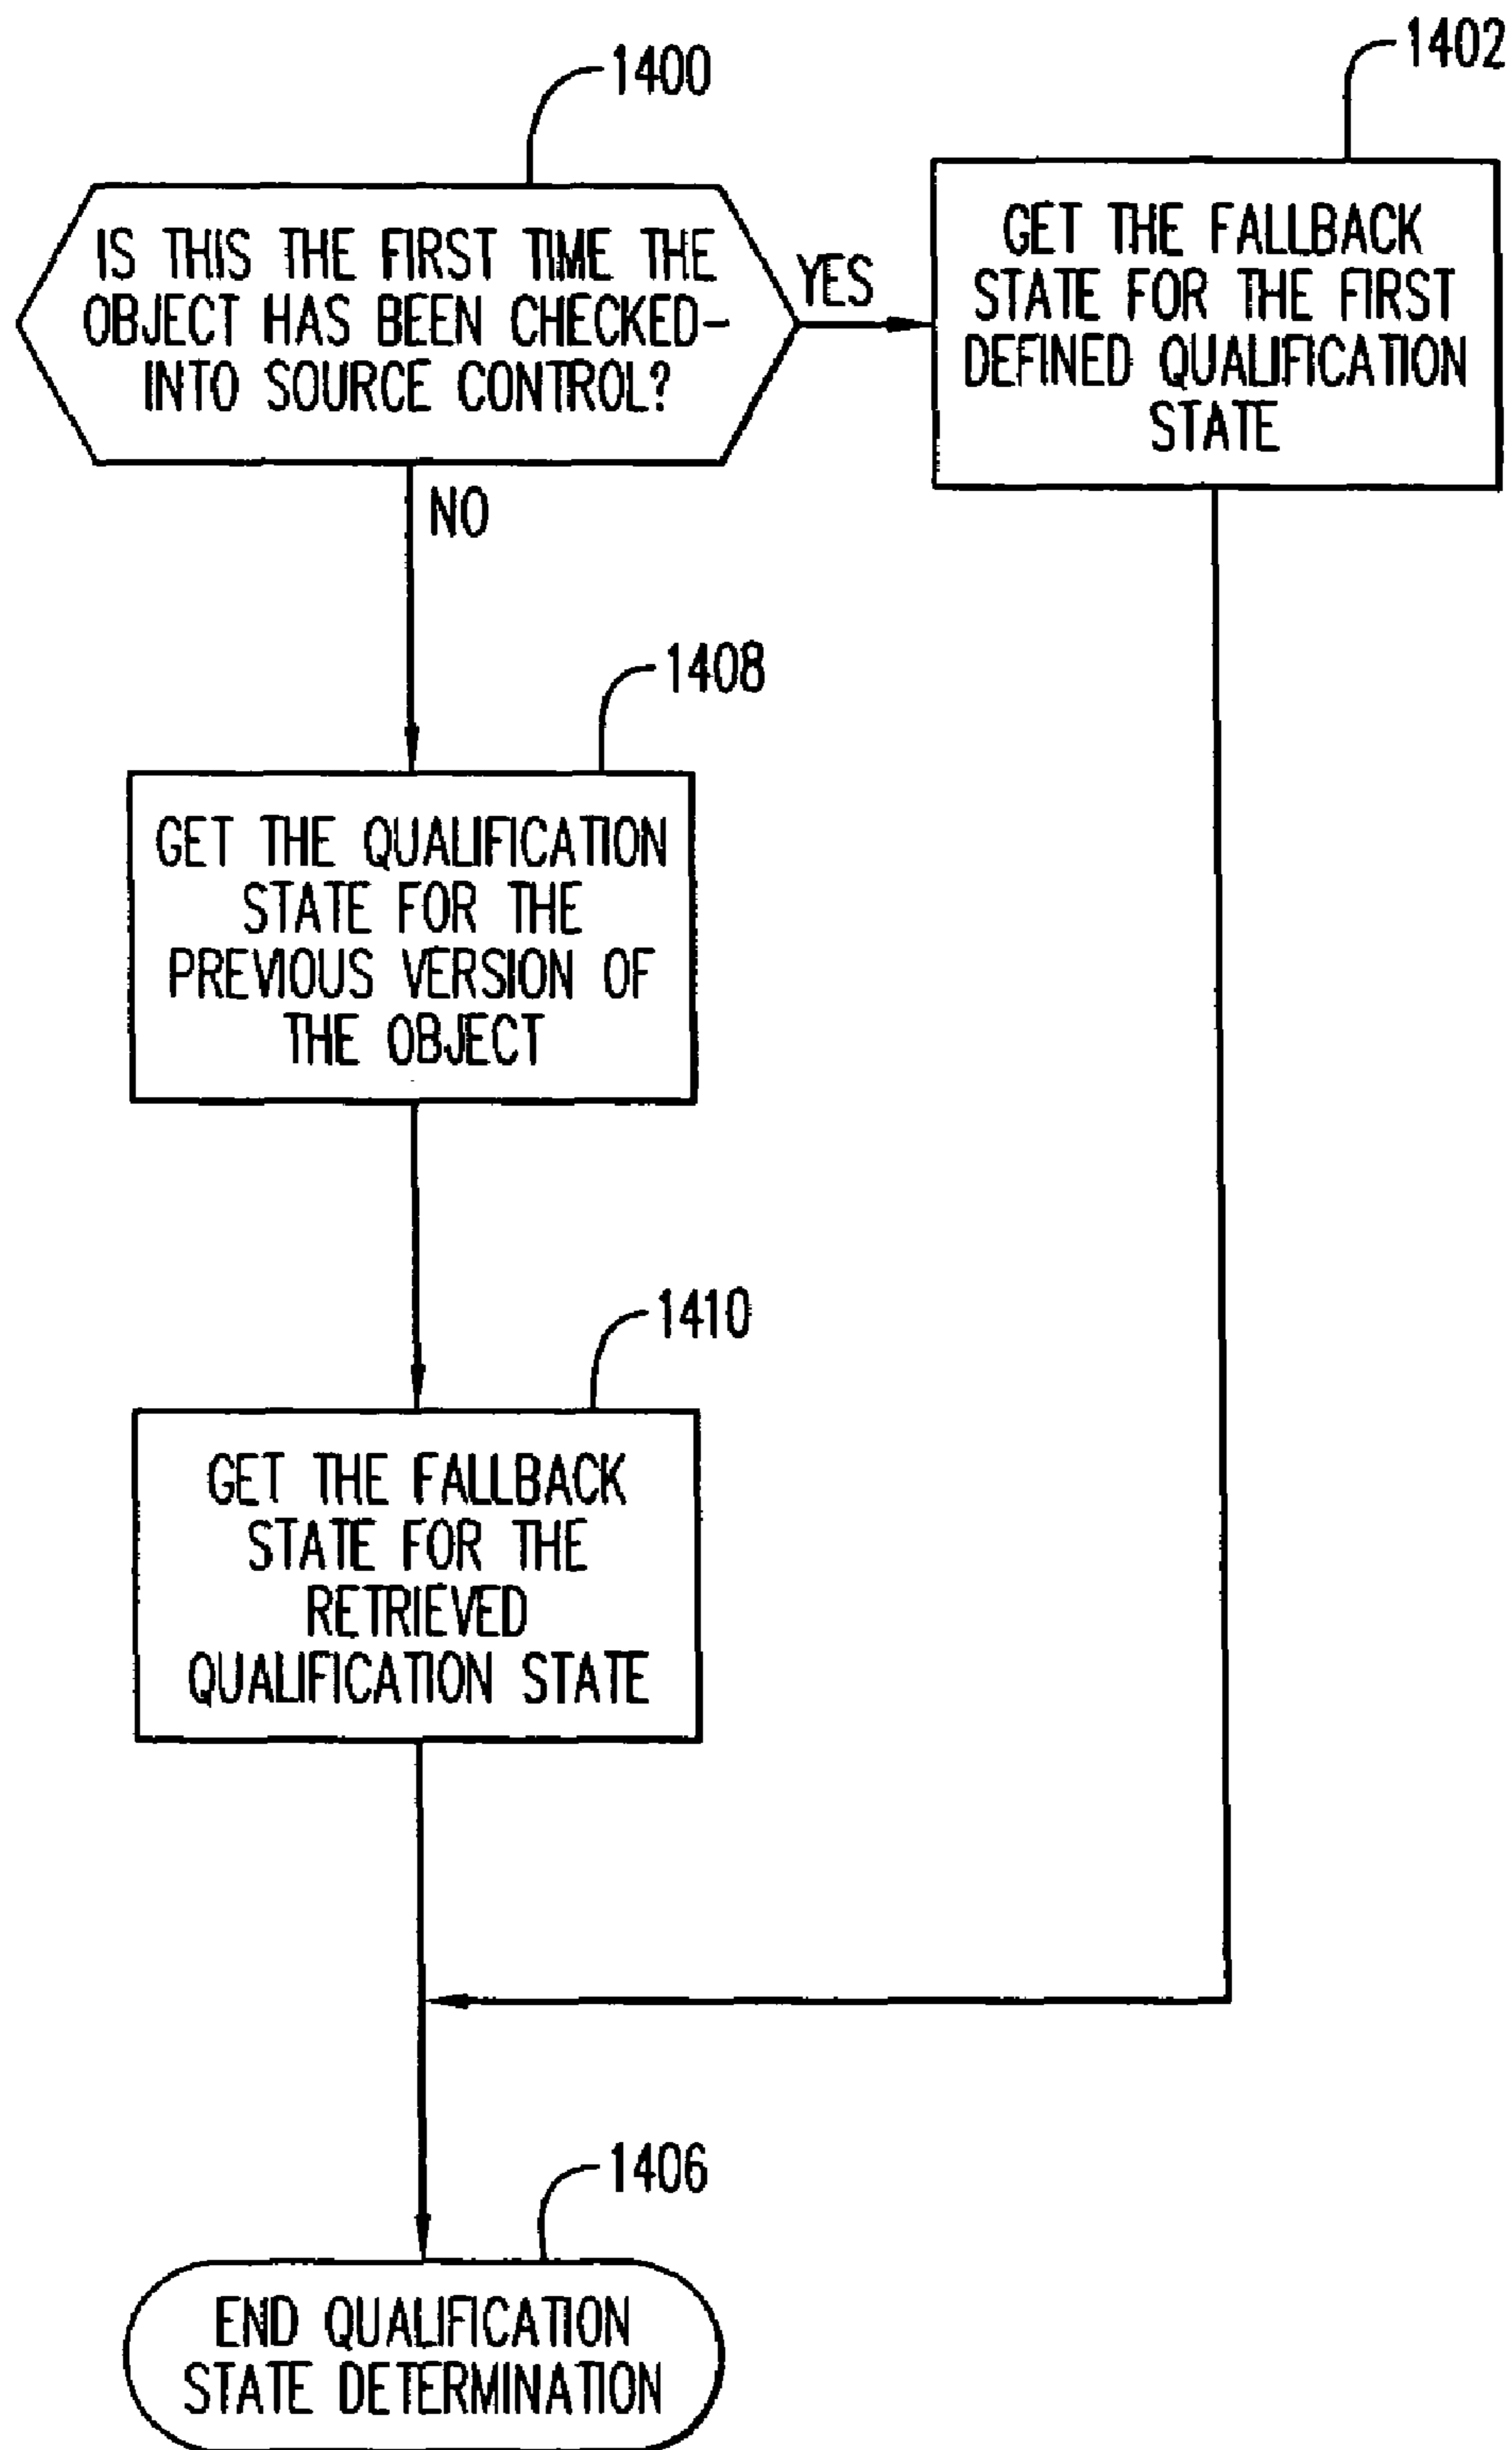 1400
IS THIS THE FIRST TIME THE
OBJECT HAS BEEN CHECKED-
INTO SOURCE CONTROL?
YES
1402
GET THE FALLBACK
STATE FOR THE FIRST
DEFINED QUALIFICATION
STATE
NO
1408
GET THE QUALIFICATION
STATE FOR THE
PREVIOUS VERSION OF
THE OBJECT
1410
GET THE FALLBACK
STATE FOR THE
RETRIEVED
QUALIFICATION STATE
1406
END QUALIFICATION
STATE DETERMINATION